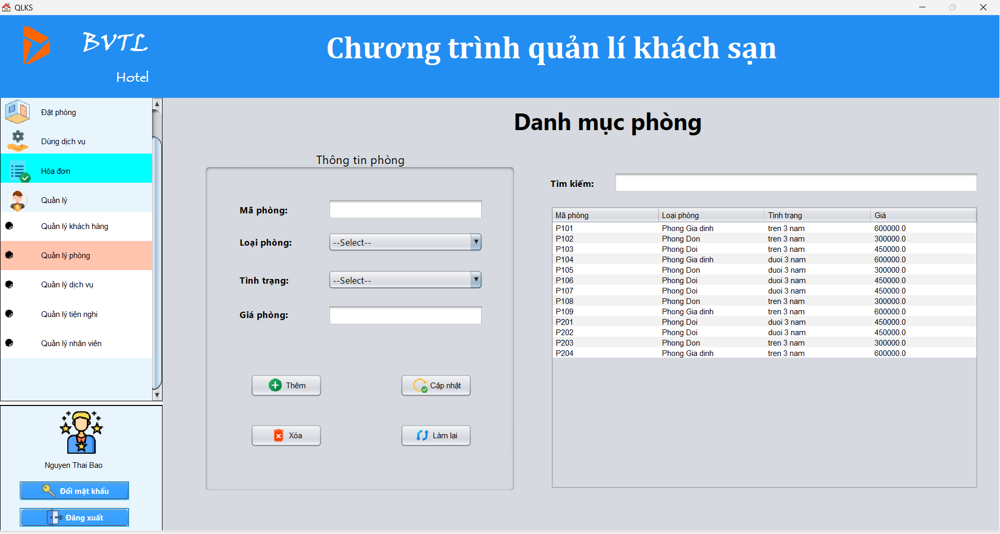 QLKS
BVTL
Hotel
Chương trình quản lí khách sạn
Đặt phòng
Dùng dịch vụ
Hóa đơn
Quản lý
Quản lý khách hàng
Quản lý phòng
Quản lý dịch vụ
Quản lý tiện nghi
Quản lý nhân viên
Nguyen Thai Bao
Đổi mật khẩu
Đăng xuất
Danh mục phòng
Thông tin phòng
Mã phòng:
Loại phòng: --Select--
Tình trạng: --Select--
Giá phòng:
Thêm Cập nhật
Xóa Làm lại
Tìm kiếm:
Mã phòng Loại phòng Tình trạng Giá
P101 Phong Gia dinh tren 3 nam 600000.0
P102 Phong Don tren 3 nam 300000.0
P103 Phong Doi tren 3 nam 450000.0
P104 Phong Gia dinh duoi 3 nam 600000.0
P105 Phong Don duoi 3 nam 300000.0
P106 Phong Doi duoi 3 nam 450000.0
P107 Phong Doi duoi 3 nam 450000.0
P108 Phong Don tren 3 nam 300000.0
P109 Phong Gia dinh tren 3 nam 600000.0
P201 Phong Doi duoi 3 nam 450000.0
P202 Phong Doi duoi 3 nam 450000.0
P203 Phong Don tren 3 nam 300000.0
P204 Phong Gia dinh tren 3 nam 600000.0